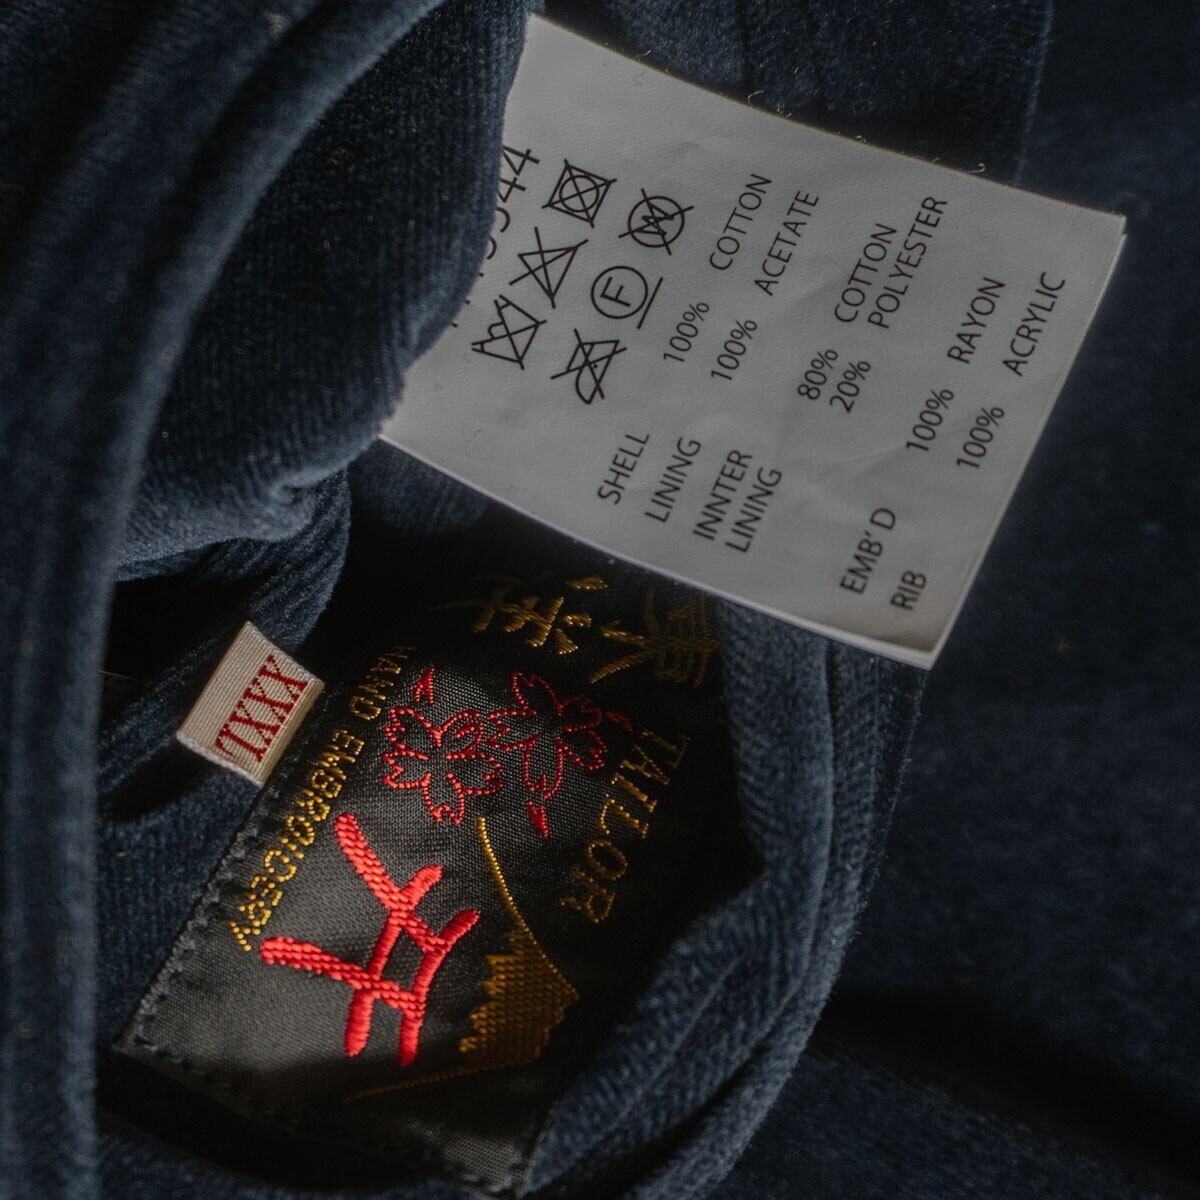 SHELL 100% COTTON
LINING 100% ACETATE
INNTER 80% COTTON
LINING 20% POLYESTER
EMB'D 100% RAYON
RIB 100% ACRYLIC
W
F
XXXL
TAILOR
HAND EMBROIDERY